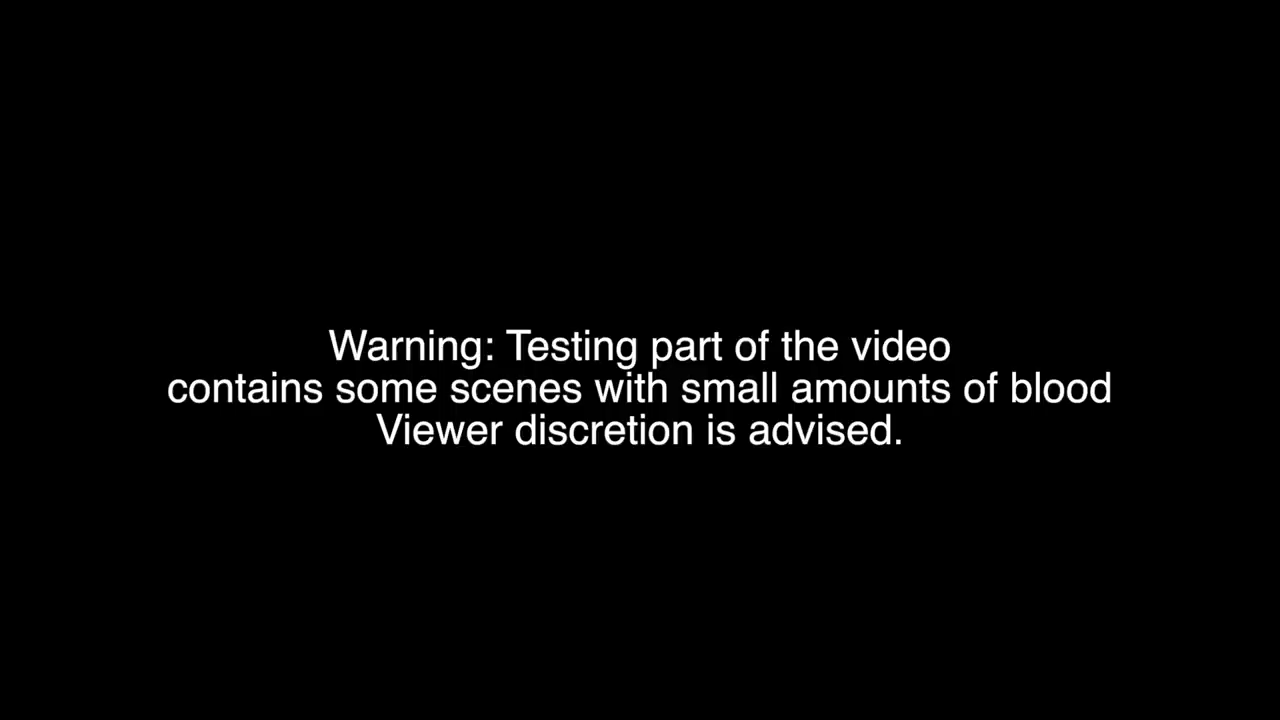 Warning: Testing part of the video
contains some scenes with small amounts of blood
Viewer discretion is advised.